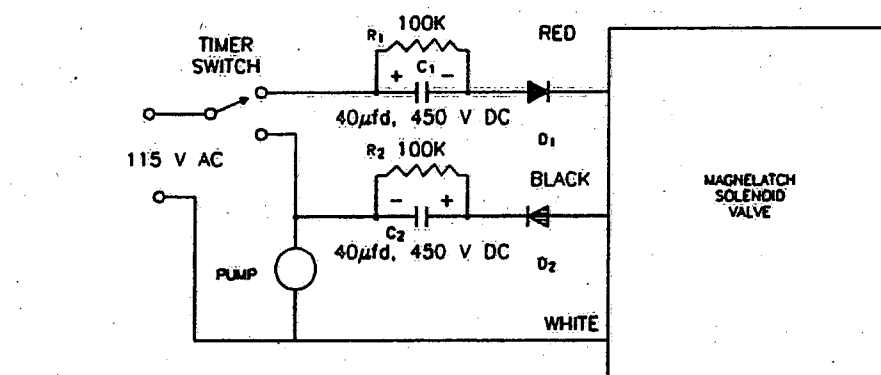 TIMER
SWITCH
115 V AC
R1 100K
+ C1 -
40µfd, 450 V DC
RED
D1
R2 100K
- +
C2
40µfd, 450 V DC
BLACK
D2
PUMP
WHITE
MAGNELATCH
SOLENOID
VALVE